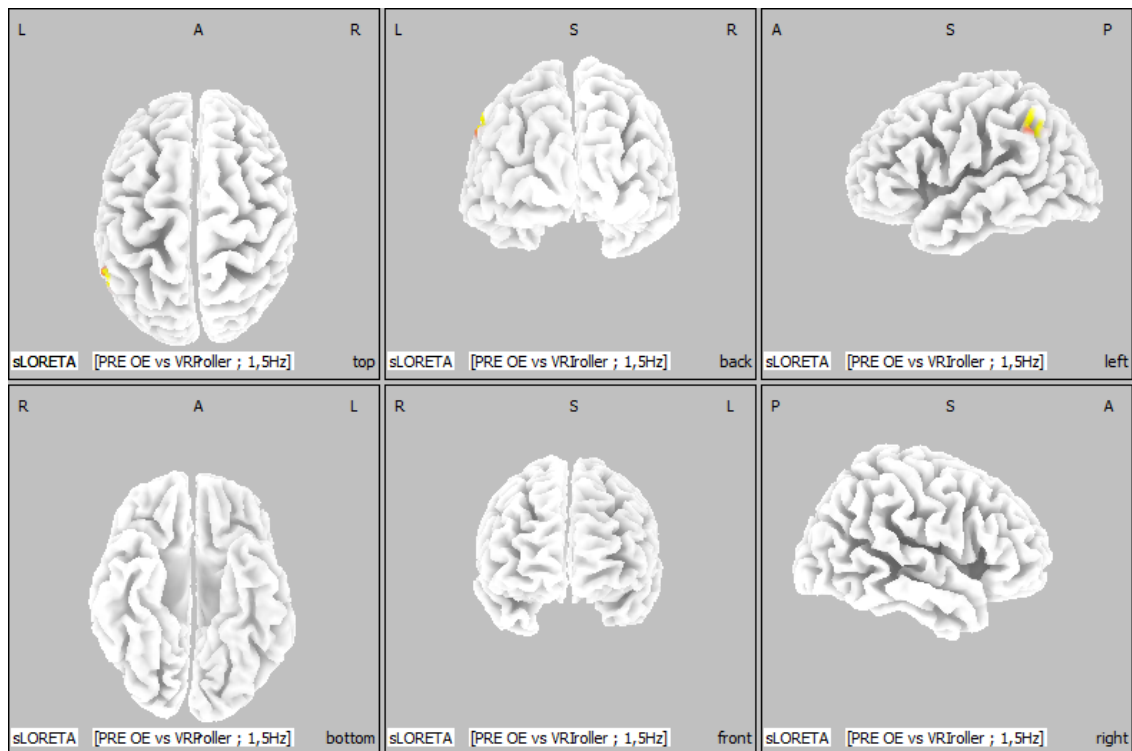 L A R
sLORETA [PRE OE vs VRProller ; 1,5Hz] top
L S R
sLORETA [PRE OE vs VRIroller ; 1,5Hz] back
A S P
sLORETA [PRE OE vs VRIroller ; 1,5Hz] left
R A L
sLORETA [PRE OE vs VRProller ; 1,5Hz] bottom
R S L
sLORETA [PRE OE vs VRIroller ; 1,5Hz] front
P S A
sLORETA [PRE OE vs VRIroller ; 1,5Hz] right